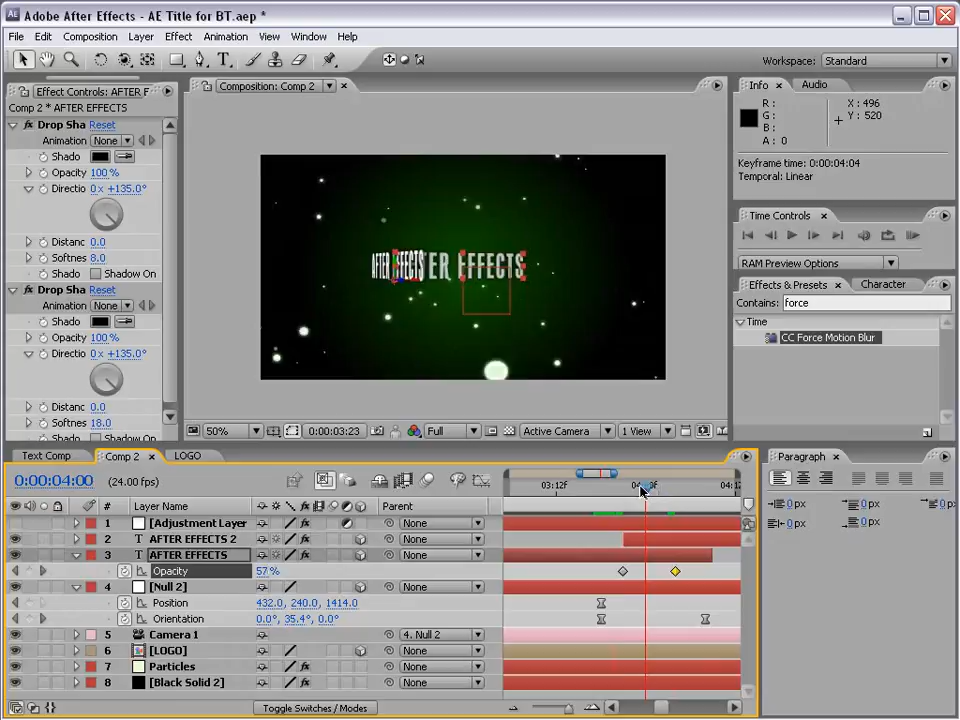 Adobe After Effects - AE Title for BT.aep *
File Edit Composition Layer Effect Animation View Window Help
Workspace: Standard
Effect Controls: AFTER E
Comp 2 * AFTER EFFECTS
Drop Sha Reset
Animation None
Shado
Opacity 100 %
Directio 0 x +135.0°
Distanc 0.0
Softnes 8.0
Shado Shadow On
Drop Sha Reset
Animation None
Shado
Opacity 100 %
Directio 0 x +135.0°
Distanc 0.0
Softnes 18.0
Shado Shadow On
Composition: Comp 2
AFTER EFFECTS
ER EFFECTS
50% 0:00:03:23 Full Active Camera 1 View
Info Audio
R :
G :
B :
A : 0
X : 496
Y : 520
Keyframe time: 0:00:04:04
Temporal: Linear
Time Controls
RAM Preview Options
Effects & Presets Character
Contains: force
Time
CC Force Motion Blur
Paragraph
0 px 0 px 0 px
0 px 0 px
Text Comp Comp 2 LOGO
0:00:04:00 (24.00 fps)
03:12f 04:00f 04:12
# Layer Name Parent
1 [Adjustment Layer None
2 T AFTER EFFECTS 2 None
3 T AFTER EFFECTS None
Opacity 57 %
4 [Null 2] None
Position 432.0, 240.0, 1414.0
Orientation 0.0°, 35.4°, 0.0°
5 Camera 1 4. Null 2
6 [LOGO] None
7 Particles None
8 [Black Solid 2] None
Toggle Switches / Modes